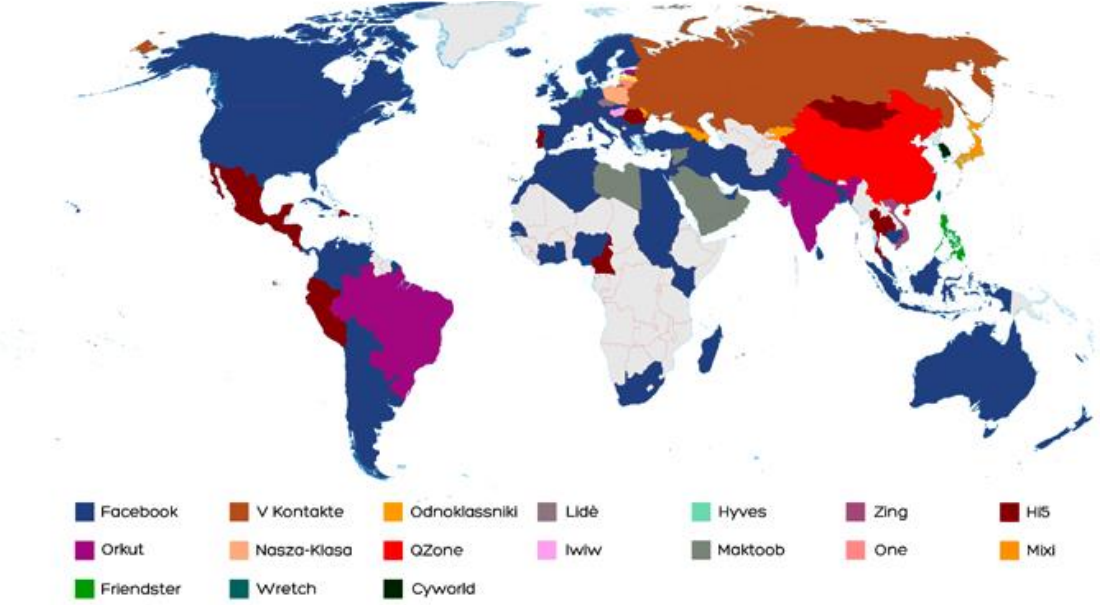 Facebook V Kontakte Odnoklassniki Lidè Hyves Zing Hi5
Orkut Nasza-Klasa QZone Iwiw Maktoob One Mixi
Friendster Wretch Cyworld